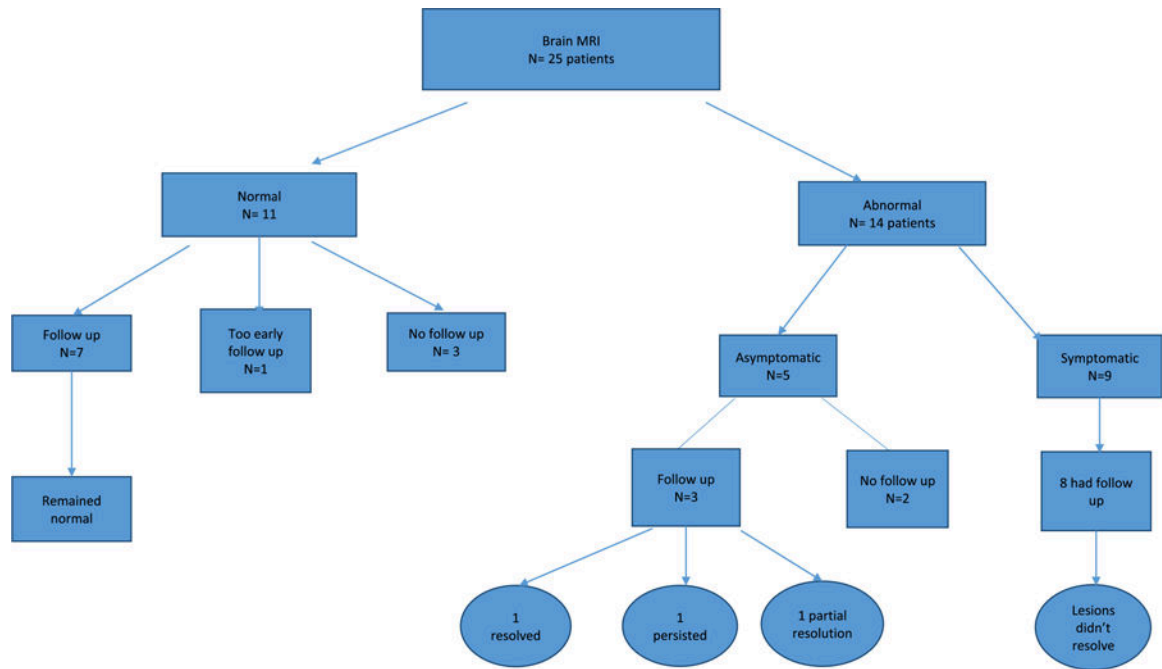 Brain MRI
N= 25 patients
Normal
N= 11
Abnormal
N= 14 patients
Follow up
N=7
Too early
follow up
N=1
No follow up
N= 3
Asymptomatic
N=5
Symptomatic
N=9
Remained
normal
Follow up
N=3
No follow up
N=2
8 had follow
up
1
resolved
1
persisted
1 partial
resolution
Lesions
didn’t
resolve